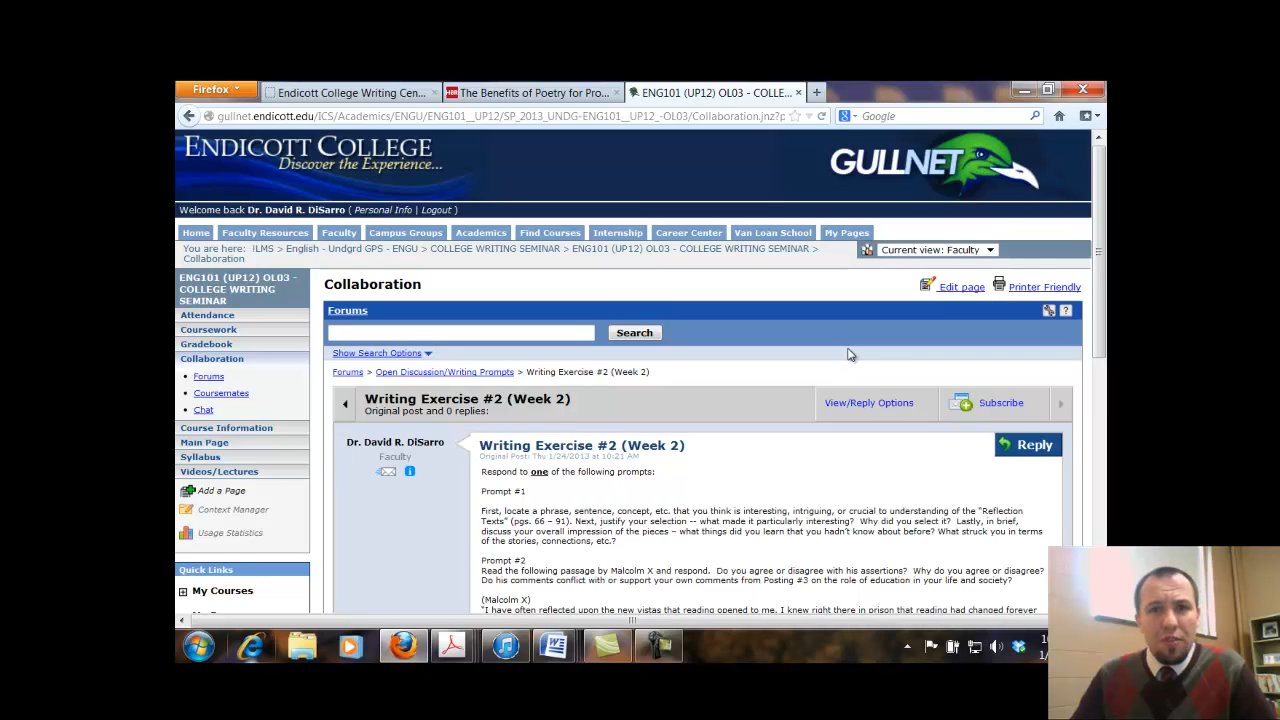 Firefox
Endicott College Writing Cen...
HBR The Benefits of Poetry for Pro...
ENG101 (UP12) OL03 - COLLE...
gullnet.endicott.edu/ICS/Academics/ENGU/ENG101__UP12/SP_2013_UNDG-ENG101__UP12_-OL03/Collaboration.jnz?p
Google
ENDICOTT COLLEGE
Discover the Experience...
GULLNET
Welcome back Dr. David R. DiSarro ( Personal Info | Logout )
Home Faculty Resources Faculty Campus Groups Academics Find Courses Internship Career Center Van Loan School My Pages
You are here: ILMS > English - Undgrd GPS - ENGU > COLLEGE WRITING SEMINAR > ENG101 (UP12) OL03 - COLLEGE WRITING SEMINAR >
Collaboration
Current view: Faculty
ENG101 (UP12) OL03 -
COLLEGE WRITING
SEMINAR
Attendance
Coursework
Gradebook
Collaboration
Forums
Coursemates
Chat
Course Information
Main Page
Syllabus
Videos/Lectures
Add a Page
Context Manager
Usage Statistics
Quick Links
My Courses
Collaboration
Edit page
Printer Friendly
Forums
?
Search
Show Search Options
Forums > Open Discussion/Writing Prompts > Writing Exercise #2 (Week 2)
Writing Exercise #2 (Week 2)
Original post and 0 replies:
View/Reply Options
Subscribe
Dr. David R. DiSarro
Faculty
Writing Exercise #2 (Week 2)
Original Post: Thu 1/24/2013 at 10:21 AM
Reply
Respond to one of the following prompts:
Prompt #1
First, locate a phrase, sentence, concept, etc. that you think is interesting, intriguing, or crucial to understanding of the "Reflection
Texts" (pgs. 66 – 91). Next, justify your selection -- what made it particularly interesting? Why did you select it? Lastly, in brief,
discuss your overall impression of the pieces – what things did you learn that you hadn't know about before? What struck you in terms
of the stories, connections, etc.?
Prompt #2
Read the following passage by Malcolm X and respond. Do you agree or disagree with his assertions? Why do you agree or disagree?
Do his comments conflict with or support your own comments from Posting #3 on the role of education in your life and society?
(Malcolm X)
"I have often reflected upon the new vistas that reading opened to me. I knew right there in prison that reading had changed forever